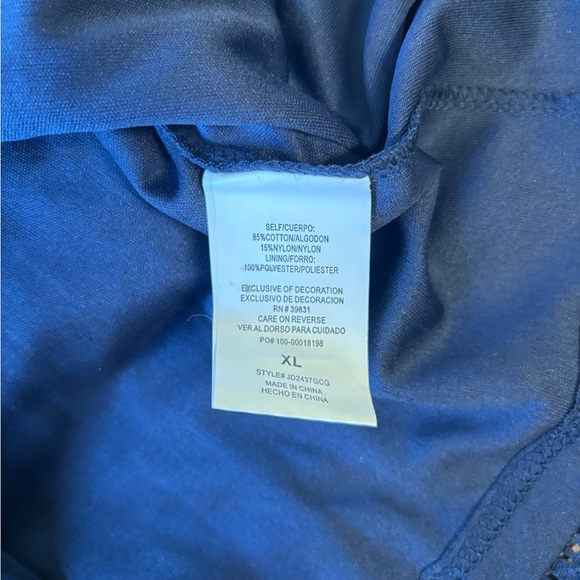 SELF/CUERPO:
85%COTTON/ALGODON
15%NYLON/NYLON
LINING/FORRO:
100%POLYESTER/POLIESTER
EXCLUSIVE OF DECORATION
EXCLUSIVO DE DECORACION
RN # 39631
CARE ON REVERSE
VER AL DORSO PARA CUIDADO
PO# 100-00018198
XL
STYLE# JD2437GCG
MADE IN CHINA
HECHO EN CHINA